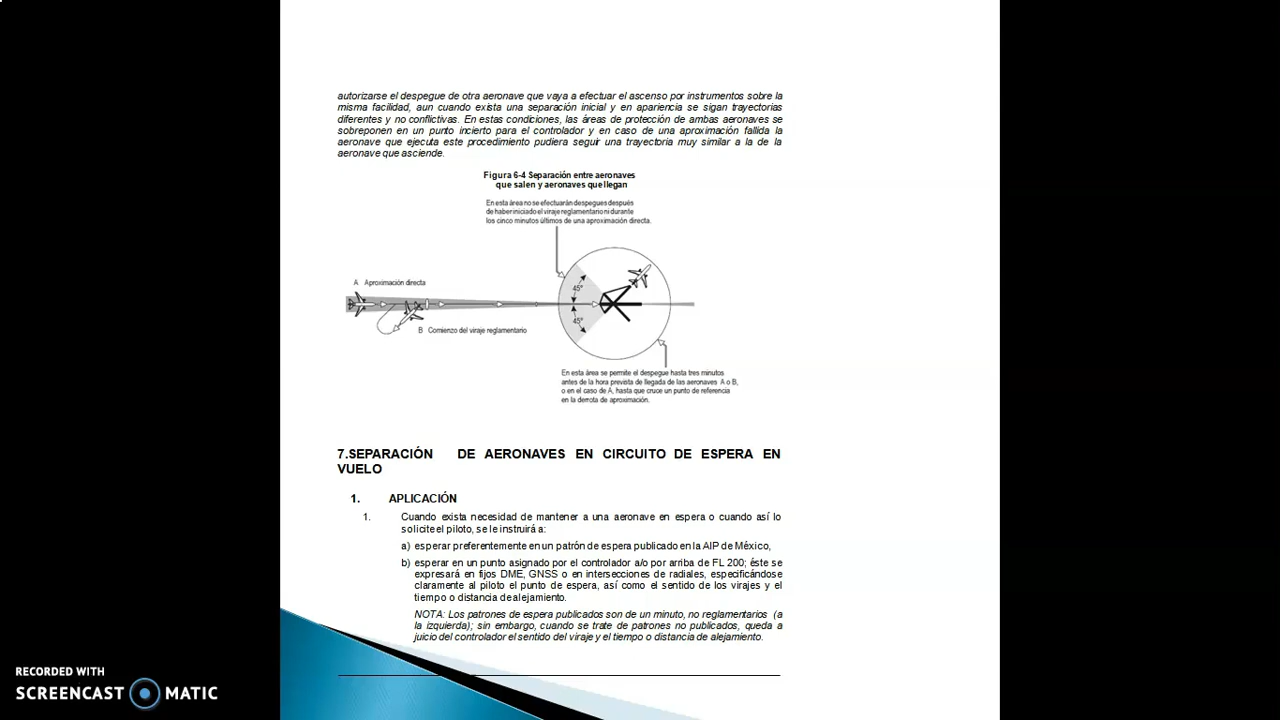 autorizarse el despegue de otra aeronave que vaya a efectuar el ascenso por instrumentos sobre la
misma facilidad, aun cuando exista una separación inicial y en apariencia se sigan trayectorias
diferentes y no conflictivas. En estas condiciones, las áreas de protección de ambas aeronaves se
sobreponen en un punto incierto para el controlador y en caso de una aproximación fallida la
aeronave que ejecuta este procedimiento pudiera seguir una trayectoria muy similar a la de la
aeronave que asciende.
Figura 6-4 Separación entre aeronaves
que salen y aeronaves que llegan
En esta área no se efectuarán despegues después
de haber iniciado el viraje reglamentario ni durante
los cinco minutos últimos de una aproximación directa.
A Aproximación directa
45°
45°
B Comienzo del viraje reglamentario
En esta área se permite el despegue hasta tres minutos
antes de la hora prevista de llegada de las aeronaves A o B,
o en el caso de A, hasta que cruce un punto de referencia
en la derrota de aproximación.
7.SEPARACIÓN DE AERONAVES EN CIRCUITO DE ESPERA EN
VUELO
1. APLICACIÓN
1. Cuando exista necesidad de mantener a una aeronave en espera o cuando así lo
solicite el piloto, se le instruirá a:
a) esperar preferentemente en un patrón de espera publicado en la AIP de México,
b) esperar en un punto asignado por el controlador a/o por arriba de FL 200; éste se
expresará en fijos DME, GNSS o en intersecciones de radiales, especificándose
claramente al piloto el punto de espera, así como el sentido de los virajes y el
tiempo o distancia de alejamiento.
NOTA: Los patrones de espera publicados son de un minuto, no reglamentarios (a
la izquierda); sin embargo, cuando se trate de patrones no publicados, queda a
juicio del controlador el sentido del viraje y el tiempo o distancia de alejamiento.
RECORDED WITH
SCREENCAST MATIC